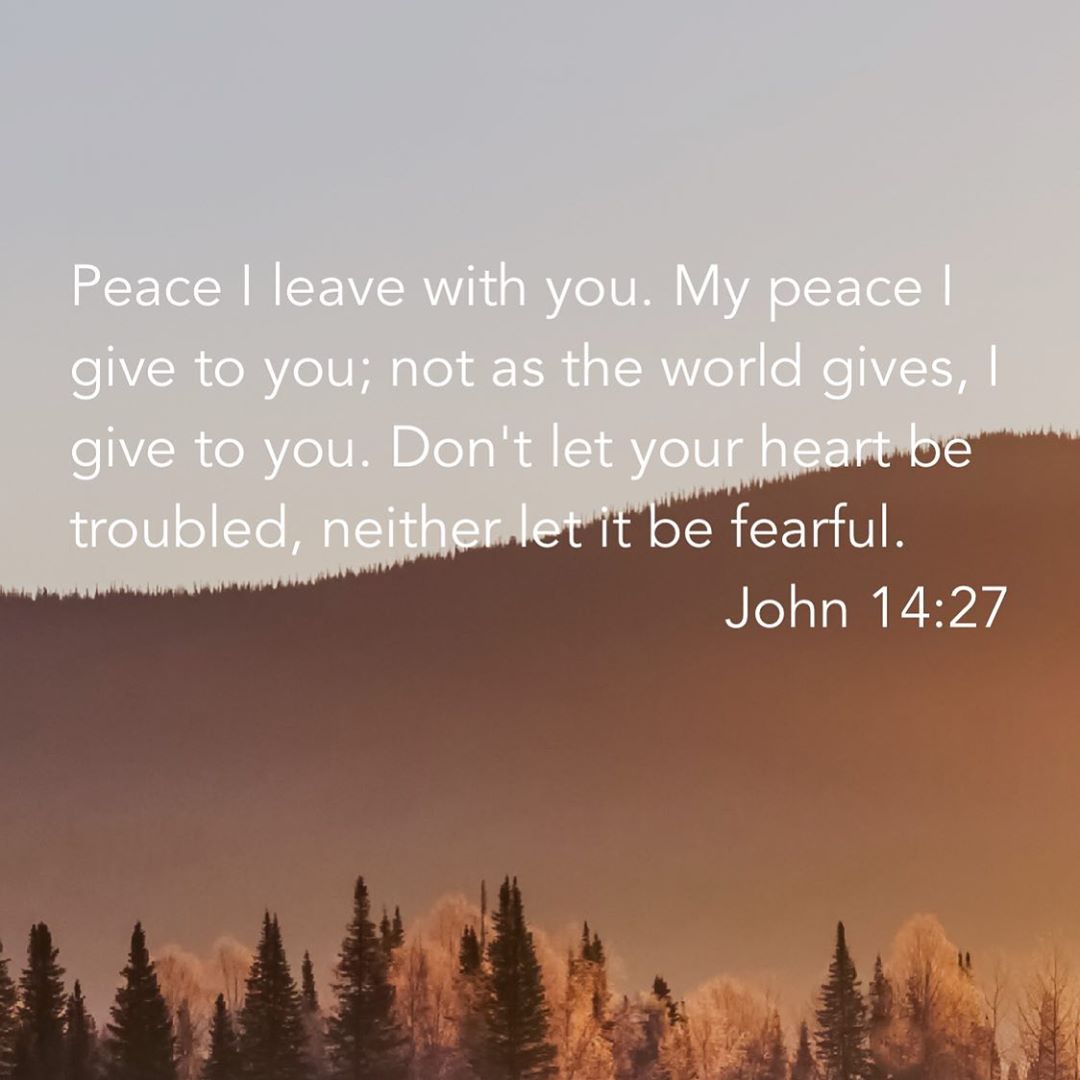 Peace I leave with you. My peace I
give to you; not as the world gives, I
give to you. Don't let your heart be
troubled, neither let it be fearful.
John 14:27